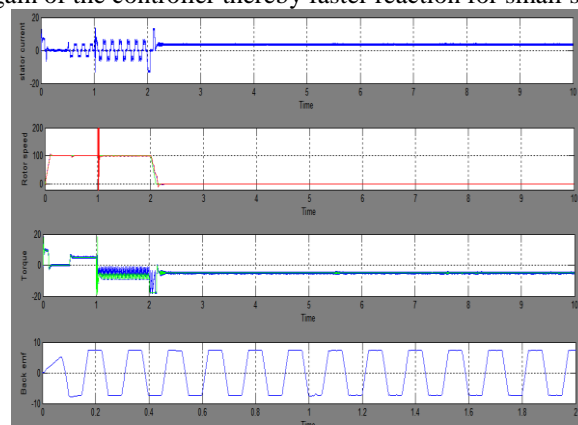 gain of the controller thereby faster reaction for small s
20
0
-20
stator current
0 1 2 3 4 5 6 7 8 9 10
Time
200
100
0
Rotor speed
0 1 2 3 4 5 6 7 8 9 10
Time
20
0
-20
Torque
0 1 2 3 4 5 6 7 8 9 10
Time
10
0
-10
Back emf
0 0.2 0.4 0.6 0.8 1 1.2 1.4 1.6 1.8 2
Time